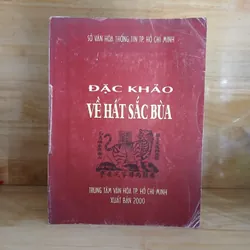 SỞ VĂN HÓA THÔNG TIN TP. HỒ CHÍ MINH
ĐẶC KHẢO
VỀ HÁT SẮC BÙA
TRUNG TÂM VĂN HÓA TP. HỒ CHÍ MINH
XUẤT BẢN 2000